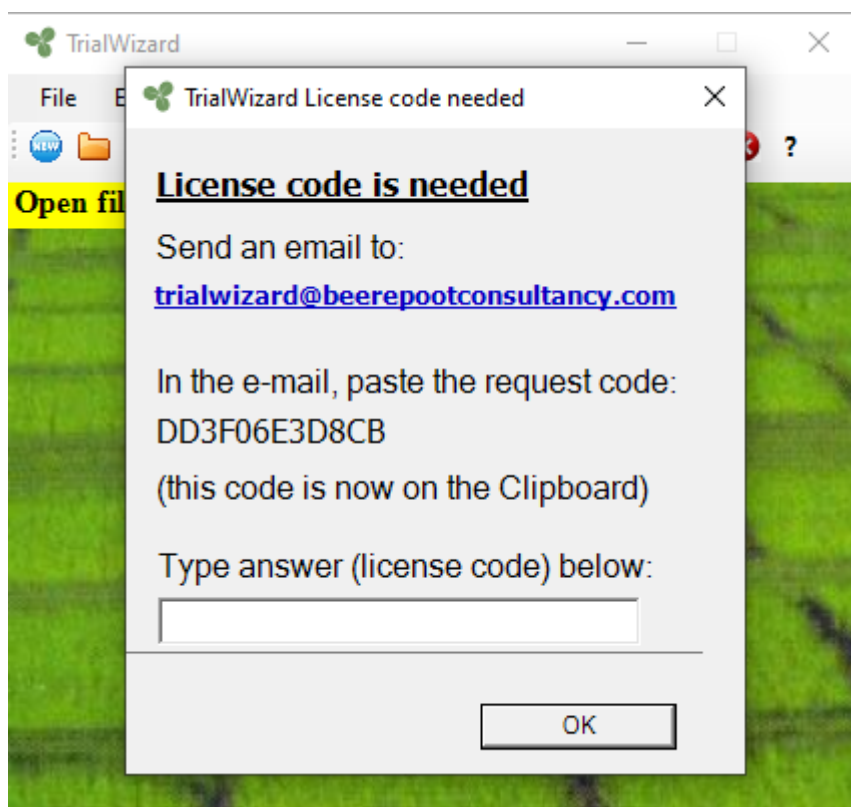 TrialWizard
File E
TrialWizard License code needed
NEW
?
Open fil
License code is needed
Send an email to:
trialwizard@beerepootconsultancy.com
In the e-mail, paste the request code:
DD3F06E3D8CB
(this code is now on the Clipboard)
Type answer (license code) below:
OK